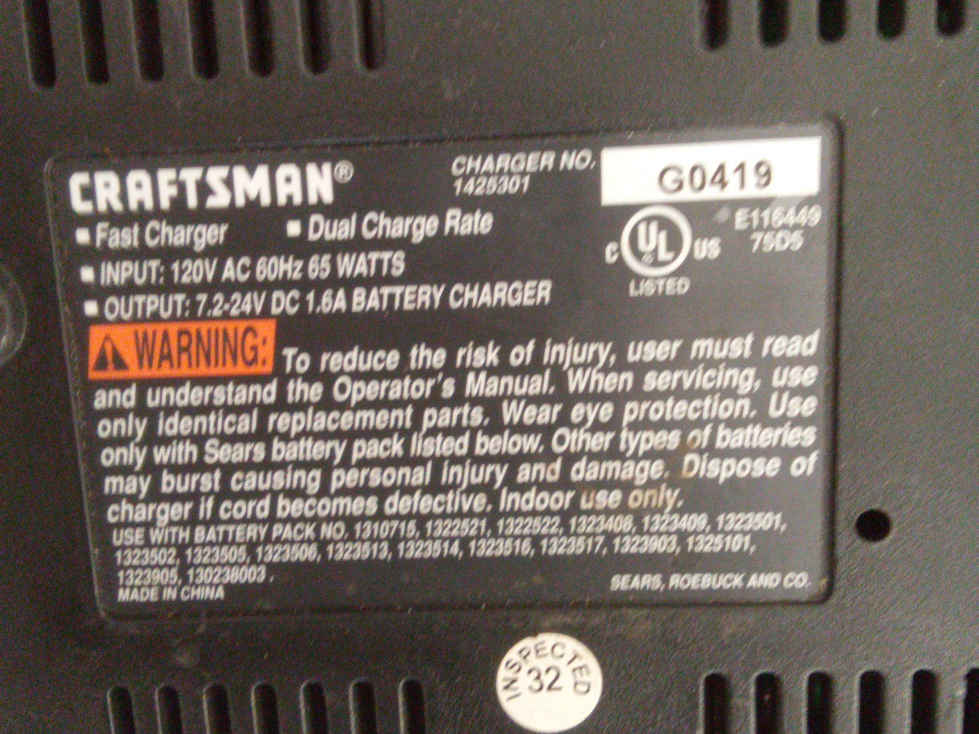 CRAFTSMAN®
CHARGER NO.
1425301
G0419
▪ Fast Charger ▪ Dual Charge Rate
▪ INPUT: 120V AC 60Hz 65 WATTS
▪ OUTPUT: 7.2-24V DC 1.6A BATTERY CHARGER
C UL ® US
LISTED
E116449
75D5
WARNING: To reduce the risk of injury, user must read
and understand the Operator's Manual. When servicing, use
only identical replacement parts. Wear eye protection. Use
only with Sears battery pack listed below. Other types of batteries
may burst causing personal injury and damage. Dispose of
charger if cord becomes defective. Indoor use only.
USE WITH BATTERY PACK NO. 1310715, 1322521, 1322522, 1323406, 1323409, 1323501,
1323502, 1323505, 1323506, 1323513, 1323514, 1323516, 1323517, 1323903, 1325101,
1323905, 130238003.
MADE IN CHINA
SEARS, ROEBUCK AND CO.
INSPECTED
32